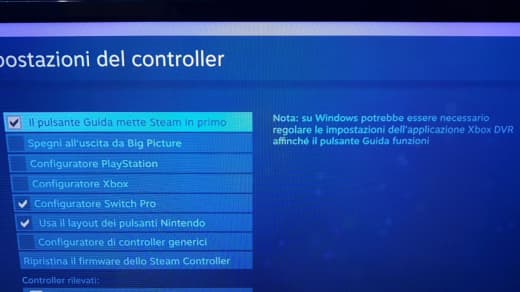 postazioni del controller
Il pulsante Guida mette Steam in primo
Spegni all'uscita da Big Picture
Configuratore PlayStation
Configuratore Xbox
Configuratore Switch Pro
Usa il layout dei pulsanti Nintendo
Configuratore di controller generici
Ripristina il firmware dello Steam Controller
Controller rilevati:
Nota: su Windows potrebbe essere necessario
regolare le impostazioni dell'applicazione Xbox DVR
affinché il pulsante Guida funzioni